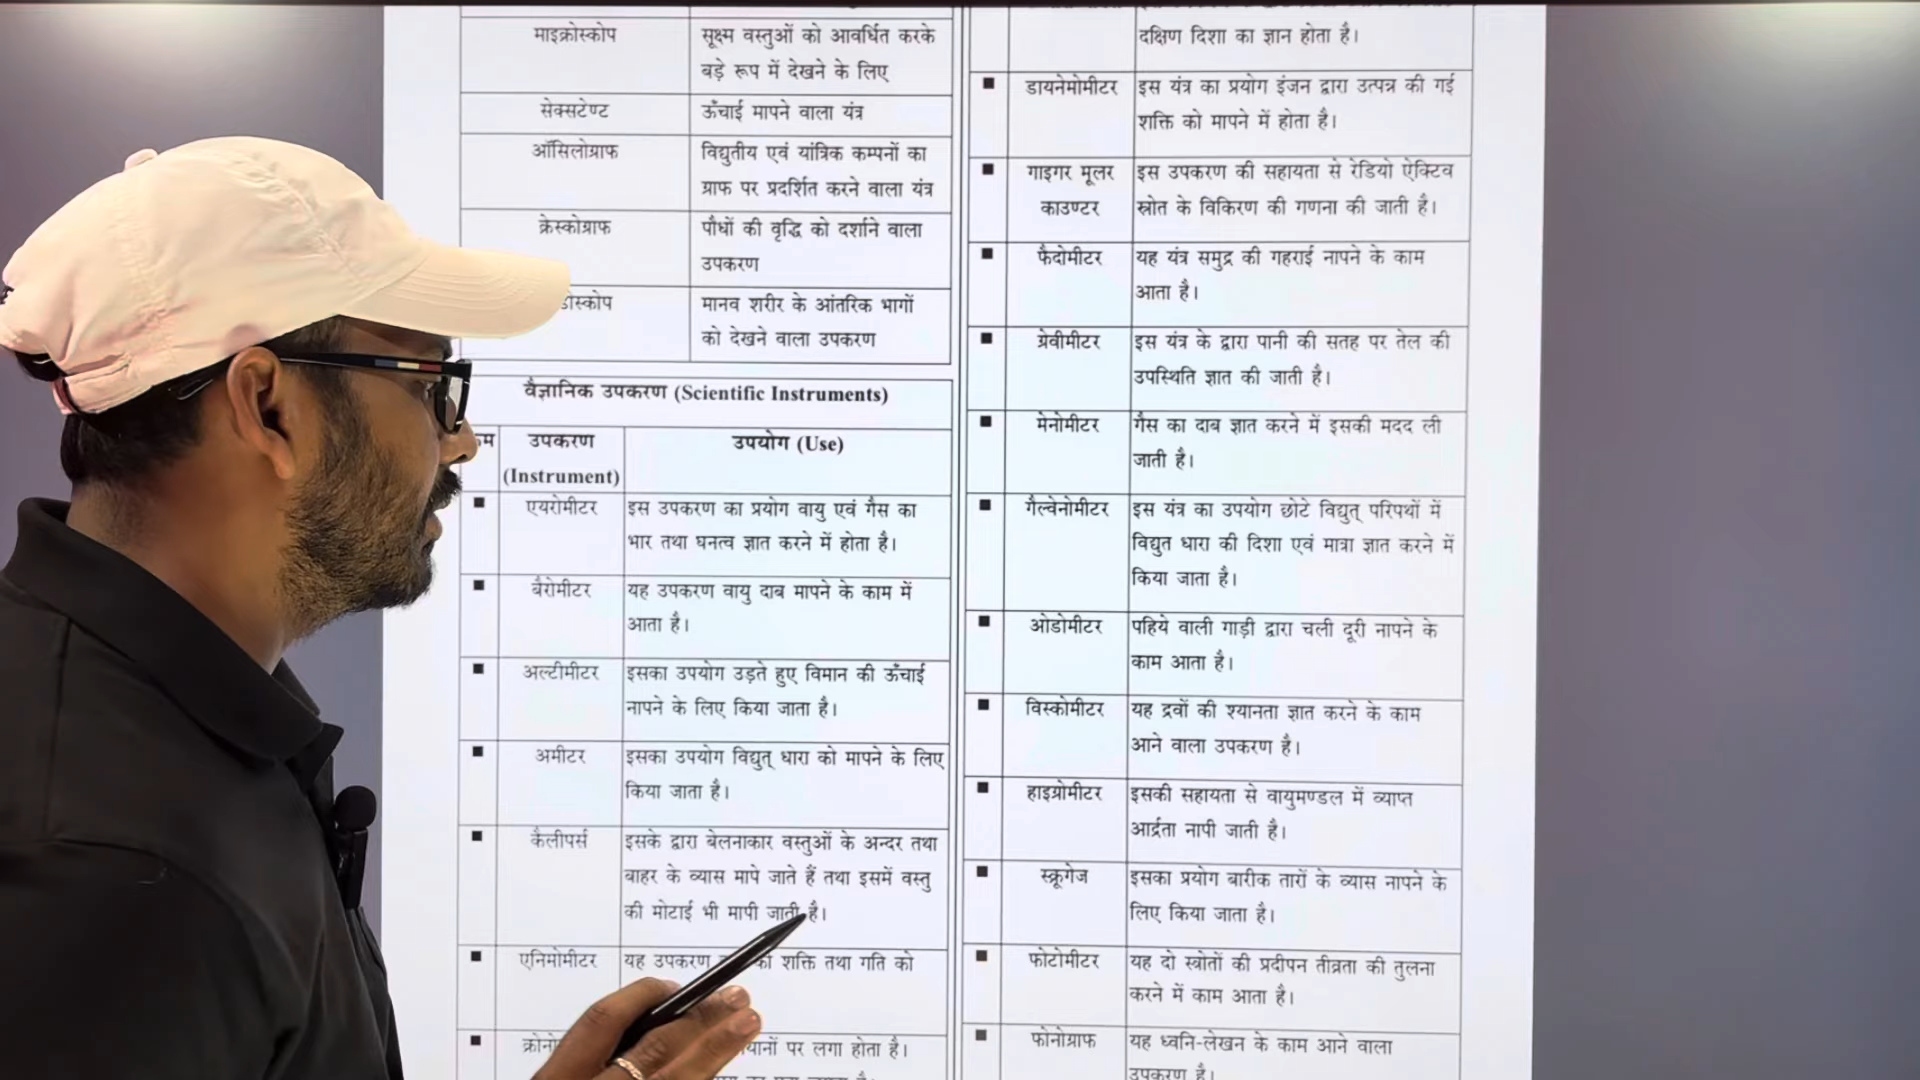 माइक्रोस्कोप
सूक्ष्म वस्तुओं को आवर्धित करके
बड़े रूप में देखने के लिए
सेक्सटेण्ट
ऊँचाई मापने वाला यंत्र
ऑसिलोग्राफ
विद्युतीय एवं यांत्रिक कम्पनों का
ग्राफ पर प्रदर्शित करने वाला यंत्र
क्रेस्कोग्राफ
पौधों की वृद्धि को दर्शाने वाला
उपकरण
डोस्कोप
मानव शरीर के आंतरिक भागों
को देखने वाला उपकरण
वैज्ञानिक उपकरण (Scientific Instruments)
उपकरण
(Instrument)
उपयोग (Use)
एयरोमीटर
इस उपकरण का प्रयोग वायु एवं गैस का
भार तथा घनत्व ज्ञात करने में होता है।
बैरोमीटर
यह उपकरण वायु दाब मापने के काम में
आता है।
अल्टीमीटर
इसका उपयोग उड़ते हुए विमान की ऊँचाई
नापने के लिए किया जाता है।
अमीटर
इसका उपयोग विद्युत् धारा को मापने के लिए
किया जाता है।
कैलीपर्स
इसके द्वारा बेलनाकार वस्तुओं के अन्दर तथा
बाहर के व्यास मापे जाते हैं तथा इसमें वस्तु
की मोटाई भी मापी जाती है।
एनिमोमीटर
यह उपकरण की शक्ति तथा गति को
क्रोनो
यानों पर लगा होता है।
दक्षिण दिशा का ज्ञान होता है।
डायनेमोमीटर
इस यंत्र का प्रयोग इंजन द्वारा उत्पन्न की गई
शक्ति को मापने में होता है।
गाइगर मूलर
काउण्टर
इस उपकरण की सहायता से रेडियो ऐक्टिव
स्रोत के विकिरण की गणना की जाती है।
फैदोमीटर
यह यंत्र समुद्र की गहराई नापने के काम
आता है।
ग्रेवीमीटर
इस यंत्र के द्वारा पानी की सतह पर तेल की
उपस्थिति ज्ञात की जाती है।
मेनोमीटर
गैस का दाब ज्ञात करने में इसकी मदद ली
जाती है।
गैल्वेनोमीटर
इस यंत्र का उपयोग छोटे विद्युत् परिपथों में
विद्युत धारा की दिशा एवं मात्रा ज्ञात करने में
किया जाता है।
ओडोमीटर
पहिये वाली गाड़ी द्वारा चली दूरी नापने के
काम आता है।
विस्कोमीटर
यह द्रवों की श्यानता ज्ञात करने के काम
आने वाला उपकरण है।
हाइग्रोमीटर
इसकी सहायता से वायुमण्डल में व्याप्त
आर्द्रता नापी जाती है।
स्क्रूगेज
इसका प्रयोग बारीक तारों के व्यास नापने के
लिए किया जाता है।
फोटोमीटर
यह दो स्त्रोतों की प्रदीपन तीव्रता की तुलना
करने में काम आता है।
फोनोग्राफ
यह ध्वनि-लेखन के काम आने वाला
उपकरण है।